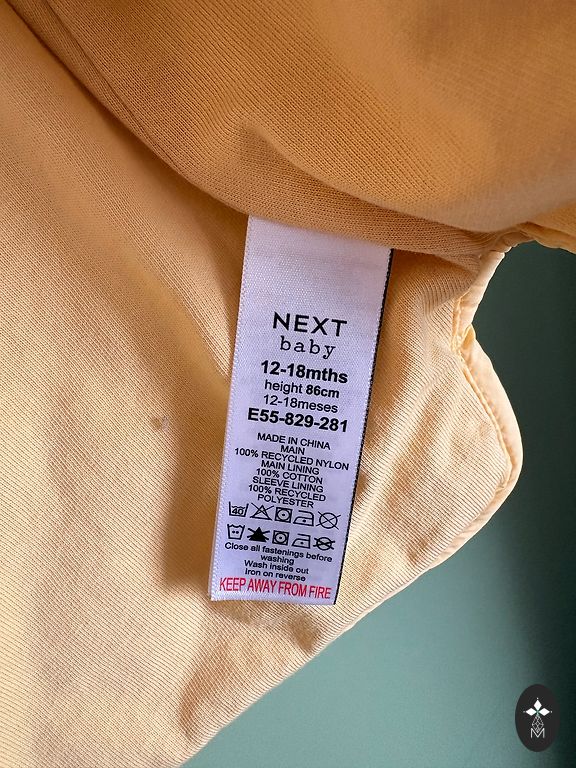 NEXT
baby
12-18mths
height 86cm
12-18meses
E55-829-281
MADE IN CHINA
MAIN
100% RECYCLED NYLON
MAIN LINING
100% COTTON
SLEEVE LINING
100% RECYCLED
POLYESTER
40
Close all fastenings before
washing
Wash inside out
Iron on reverse
KEEP AWAY FROM FIRE
M